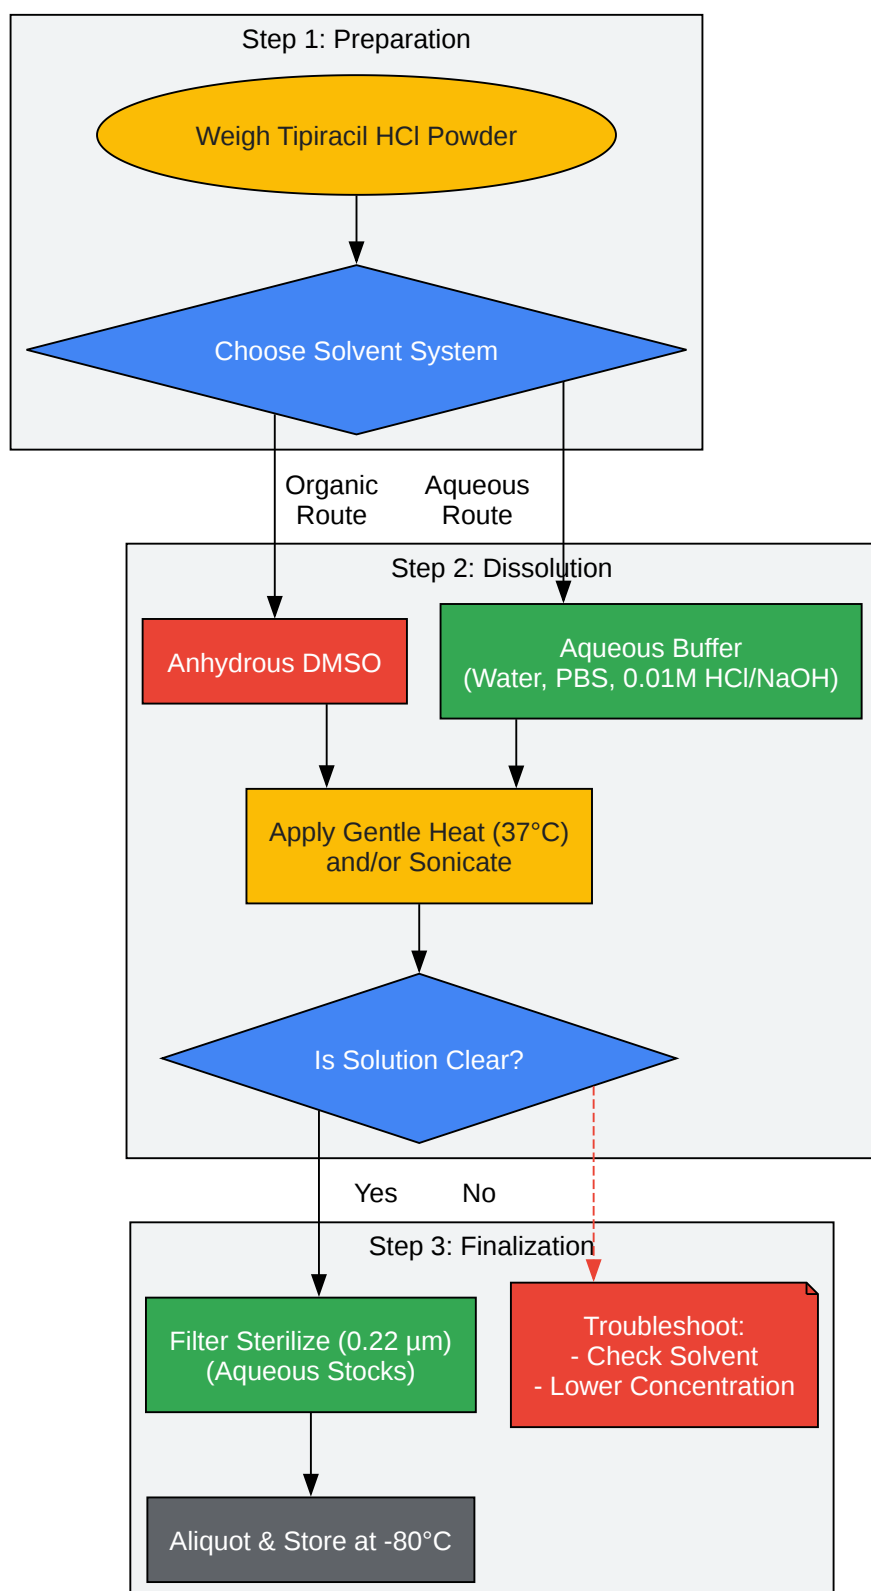 Step 1: Preparation
Weigh Tipiracil HCl Powder
Choose Solvent System
Organic
Route
Aqueous
Route
Step 2: Dissolution
Anhydrous DMSO
Aqueous Buffer
(Water, PBS, 0.01M HCl/NaOH)
Apply Gentle Heat (37°C)
and/or Sonicate
Is Solution Clear?
Yes
No
Step 3: Finalization
Filter Sterilize (0.22 µm)
(Aqueous Stocks)
Troubleshoot:
- Check Solvent
- Lower Concentration
Aliquot & Store at -80°C